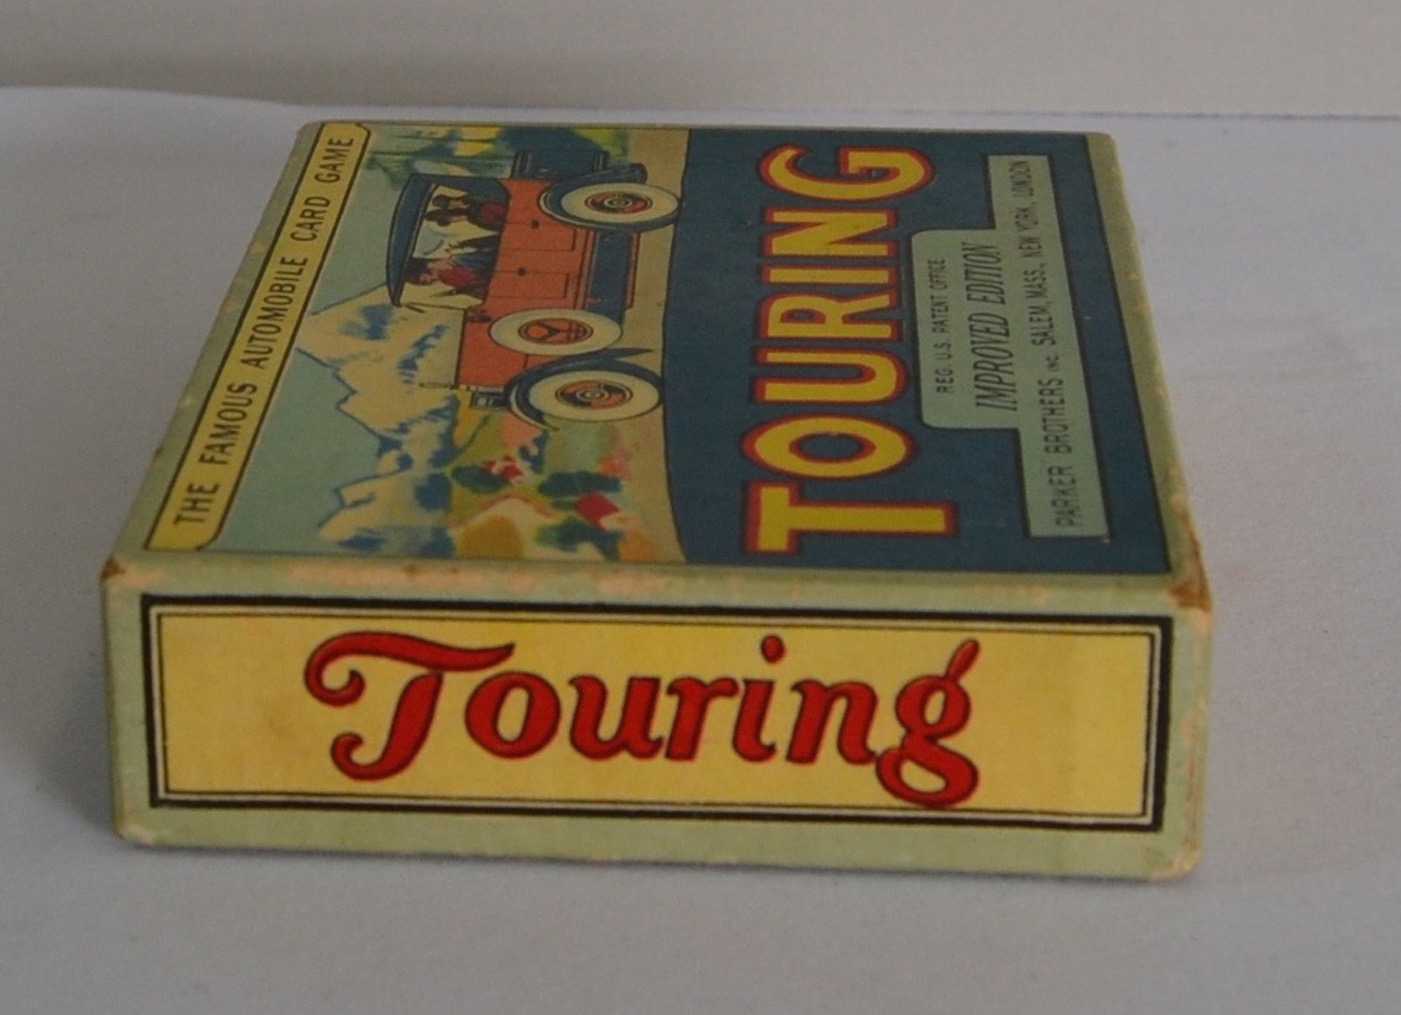 THE FAMOUS AUTOMOBILE CARD GAME
TOURING
REG. U.S. PATENT OFFICE
IMPROVED EDITION
PARKER BROTHERS INC. SALEM, MASS., NEW YORK, LONDON
Touring